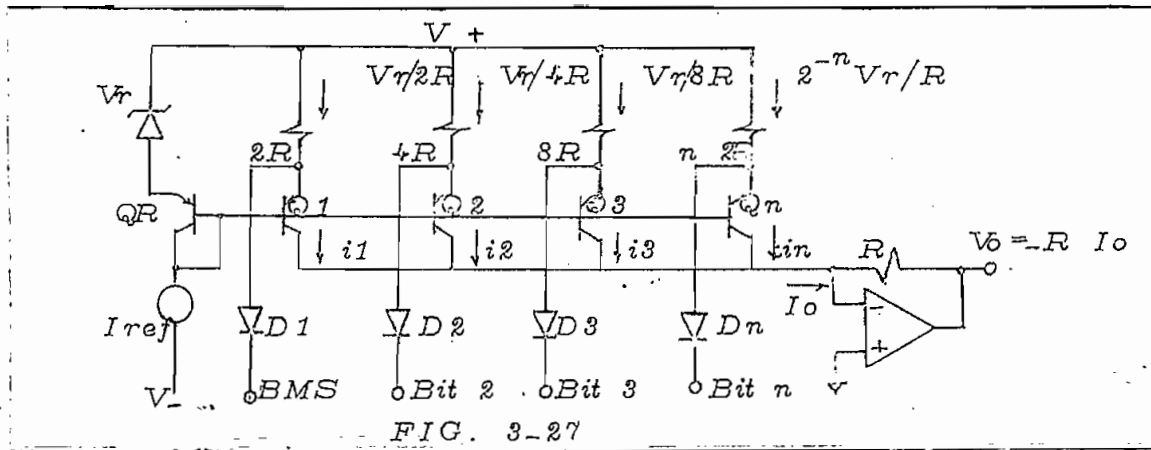 V +
Vr Vr/2R Vr/4R Vr/8R 2⁻ⁿ Vr/R
2R 4R 8R n
QR Q1 Q2 Q3 Qn
i1 i2 i3 in R Vo=-R Io
Io
Iref D1 D2 D3 Dn
- +
V- BMS Bit 2 Bit 3 Bit n
FIG. 3-27